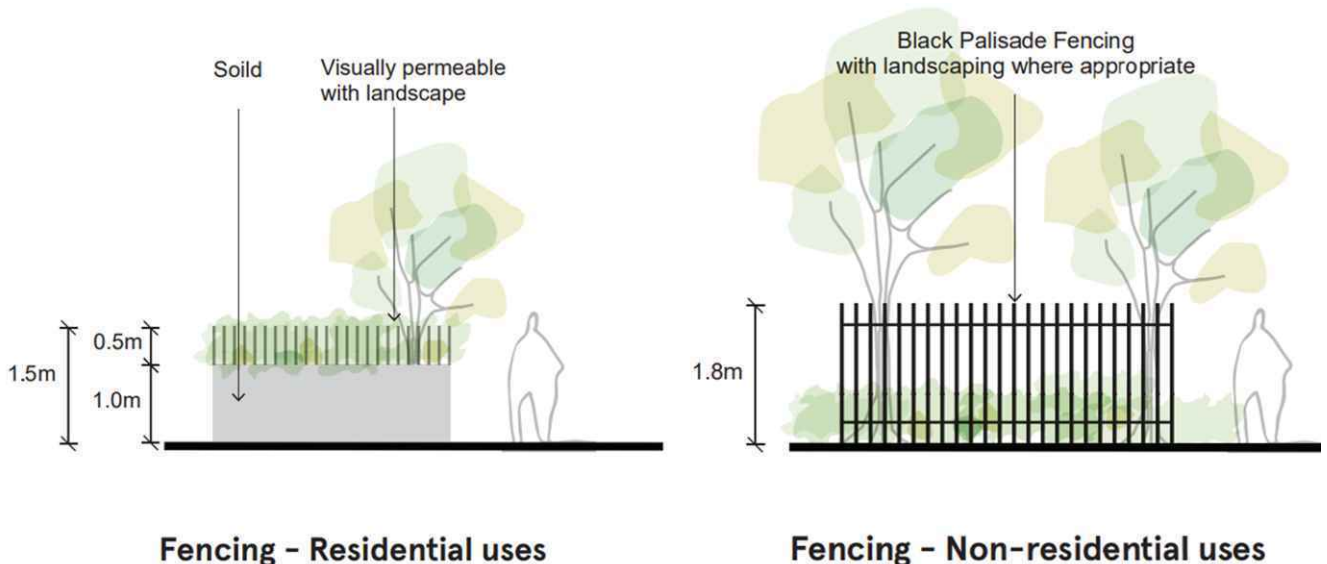 Soild
Visually permeable
with landscape
1.5m
0.5m
1.0m
Fencing - Residential uses
Black Palisade Fencing
with landscaping where appropriate
1.8m
Fencing - Non-residential uses